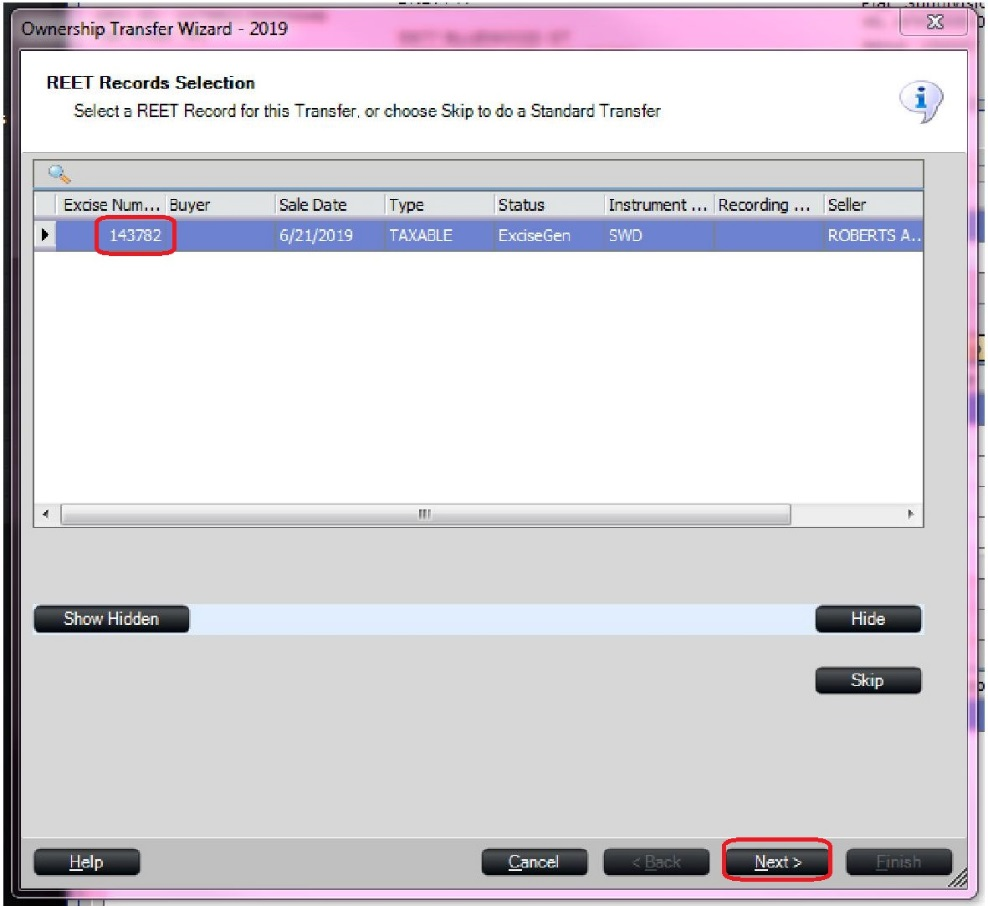 Ownership Transfer Wizard - 2019
REET Records Selection
Select a REET Record for this Transfer, or choose Skip to do a Standard Transfer
Excise Num... Buyer Sale Date Type Status Instrument ... Recording ... Seller
143782 6/21/2019 TAXABLE ExciseGen SWD ROBERTS A..
Show Hidden Hide
Skip
Help Cancel < Back Next > Finish